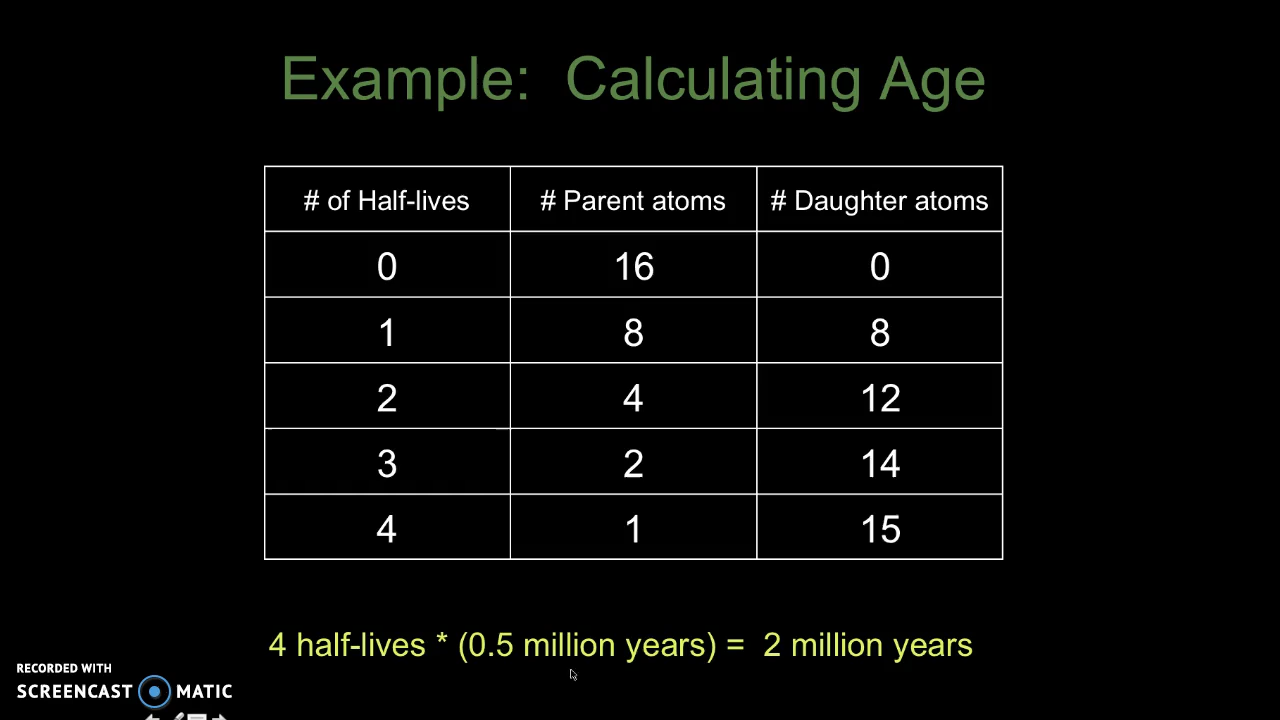 Example:  Calculating Age
# of Half-lives # Parent atoms # Daughter atoms
0 16 0
1 8 8
2 4 12
3 2 14
4 1 15
4 half-lives * (0.5 million years) =  2 million years
RECORDED WITH
SCREENCAST MATIC